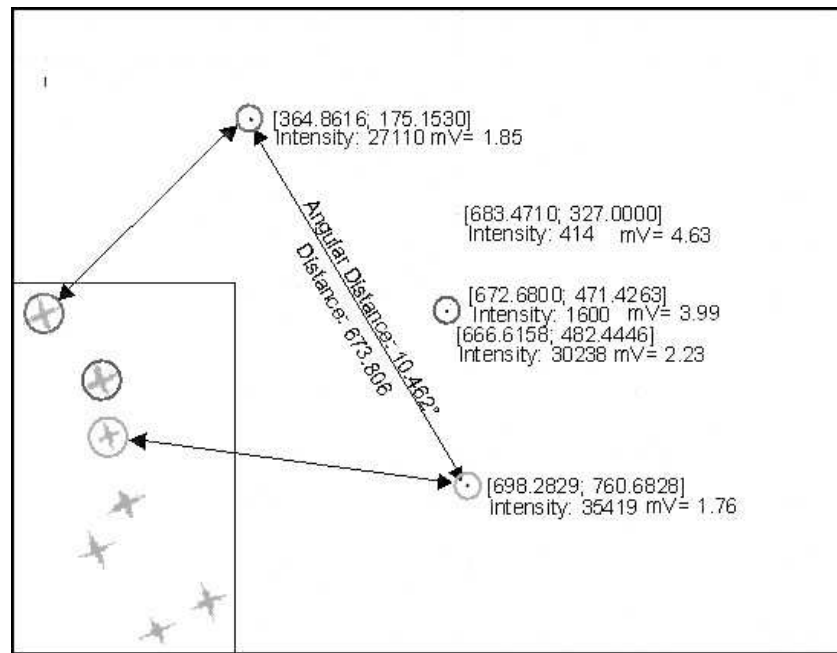 [364.8616; 175.1530]
Intensity: 27110 mV= 1.85
Angular Distance: 10.462°
Distance: 673.806
[683.4710; 327.0000]
Intensity: 414 mV= 4.63
[672.6800; 471.4263]
Intensity: 1600 mV= 3.99
[666.6158; 482.4446]
Intensity: 30238 mV= 2.23
[698.2829; 760.6828]
Intensity: 35419 mV= 1.76